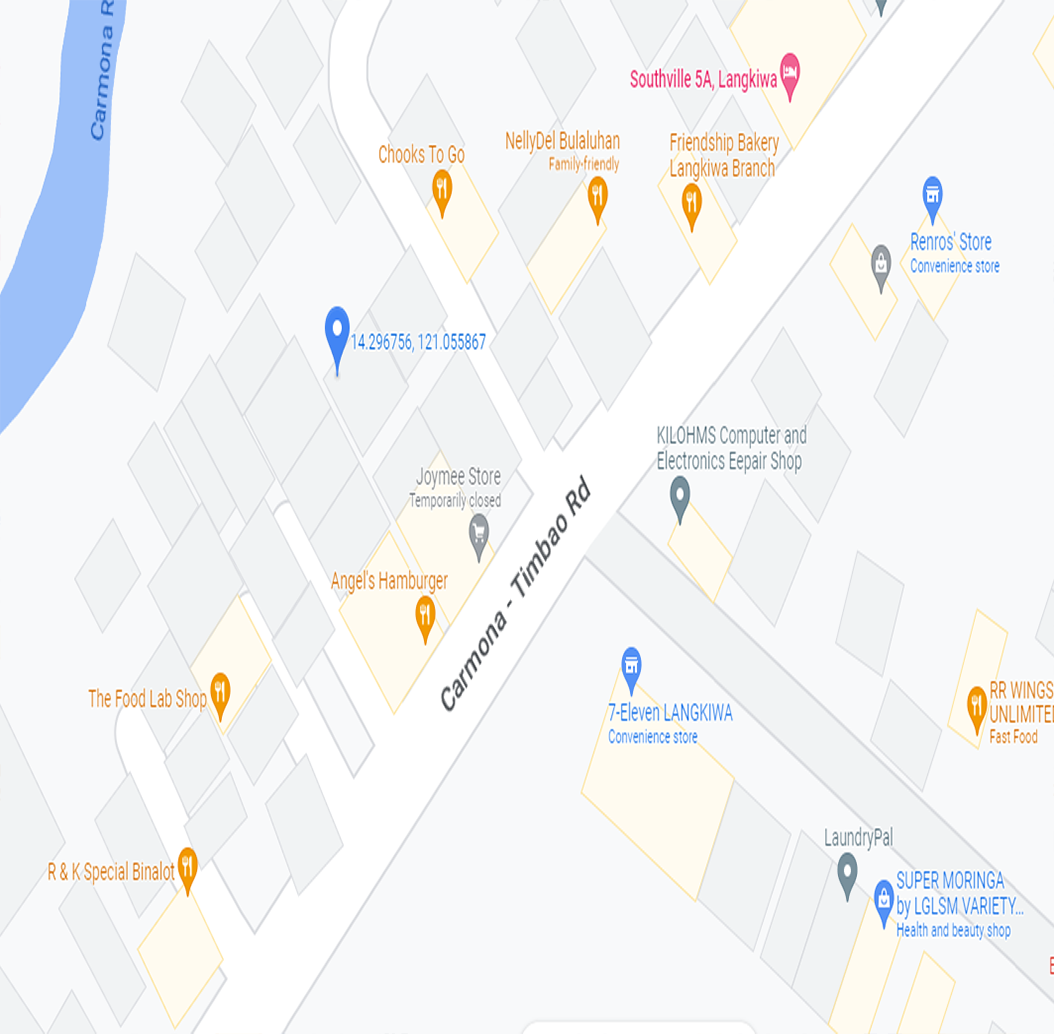 Carmona R
Southville 5A, Langkiwa
NellyDel Bulaluhan
Family-friendly
Friendship Bakery
Langkiwa Branch
Chooks To Go
Renros' Store
Convenience store
14.296756, 121.055867
KILOHMS Computer and
Electronics Eepair Shop
Joymee Store
Temporarily closed
Carmona - Timbao Rd
Angel's Hamburger
The Food Lab Shop
7-Eleven LANGKIWA
Convenience store
RR WINGS
UNLIMITED
Fast Food
LaundryPal
R & K Special Binalot
SUPER MORINGA
by LGLSM VARIETY...
Health and beauty shop